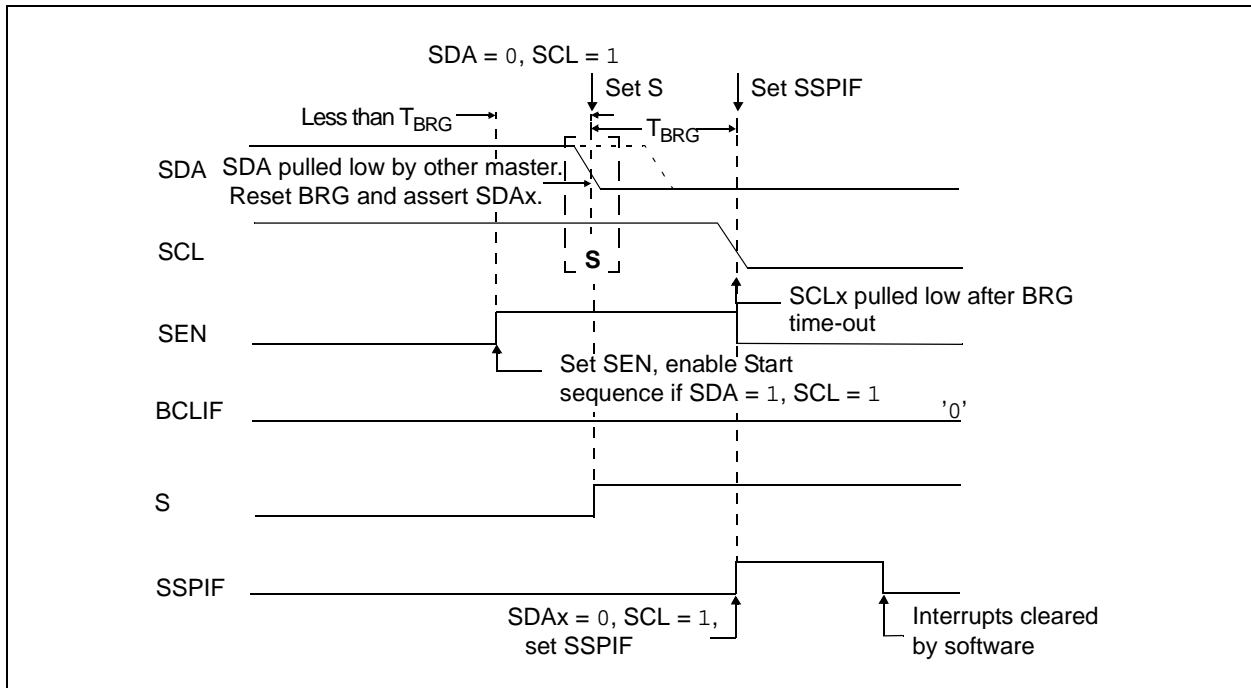 SDA = 0, SCL = 1
Set S
Set SSPIF
Less than TBRG
TBRG
SDA
SDA pulled low by other master.
Reset BRG and assert SDAx.
SCL
S
SCLx pulled low after BRG
time-out
SEN
Set SEN, enable Start
sequence if SDA = 1, SCL = 1
BCLIF
'0'
S
SSPIF
SDAx = 0, SCL = 1,
set SSPIF
Interrupts cleared
by software